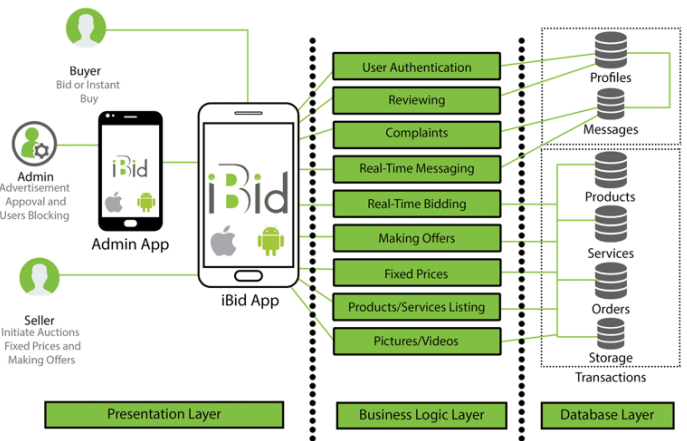 Buyer
Bid or Instant
Buy
Admin
Advertisement
Appoval and
Users Blocking
iBid
Admin App
Seller
Initiate Auctions
Fixed Prices and
Making Offers
iBid
iBid App
User Authentication
Reviewing
Complaints
Real-Time Messaging
Real-Time Bidding
Making Offers
Fixed Prices
Products/Services Listing
Pictures/Videos
Profiles
Messages
Products
Services
Orders
Storage
Transactions
Presentation Layer
Business Logic Layer
Database Layer